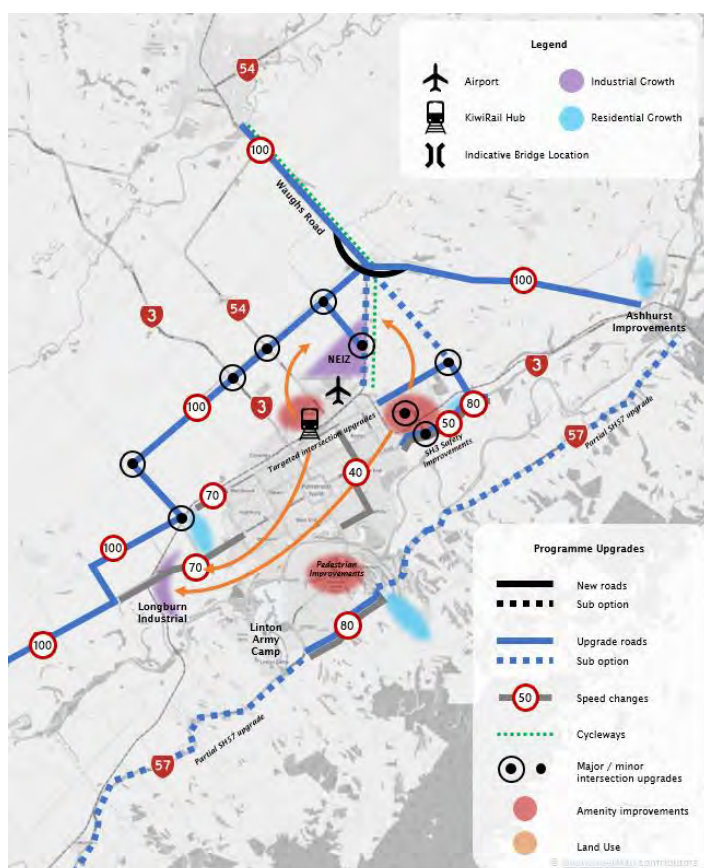 Legend
Airport
Industrial Growth
KiwiRail Hub
Residential Growth
Indicative Bridge Location
54
100
Waughs Road
100
Ashhurst
Improvements
3
54
NEIZ
3
3
100
80
50
SH3 Safety
Improvements
57
Partial SH57 upgrade
Targeted intersection upgrades
40
70
100
70
Longburn
Industrial
Pedestrian
Improvements
Linton
Army
Camp
80
100
Partial SH57 upgrade
57
Programme Upgrades
New roads
Sub option
Upgrade roads
Sub option
50
Speed changes
Cycleways
Major / minor
intersection upgrades
Amenity improvements
Land Use
contributors